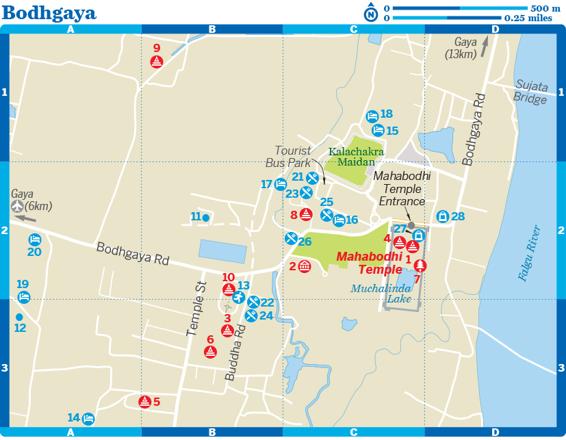 Bodhgaya
N
0 500 m
0 0.25 miles
A B C D
9
Gaya
(13km)
1
1
Sujata
Bridge
18
15
Bodhgaya Rd
Tourist
Bus Park
Kalachakra
Maidan
Mahabodhi
Temple
Entrance
17
21
23
Gaya
(6km)
11
8
25
16
28
2
2
20
26
27
4
Bodhgaya Rd
2
Mahabodhi
Temple
1
7
Falgu River
10
13
Muchalinda
Lake
19
22
24
12
Temple St
3
Buddha Rd
6
3
3
5
14
A B C D